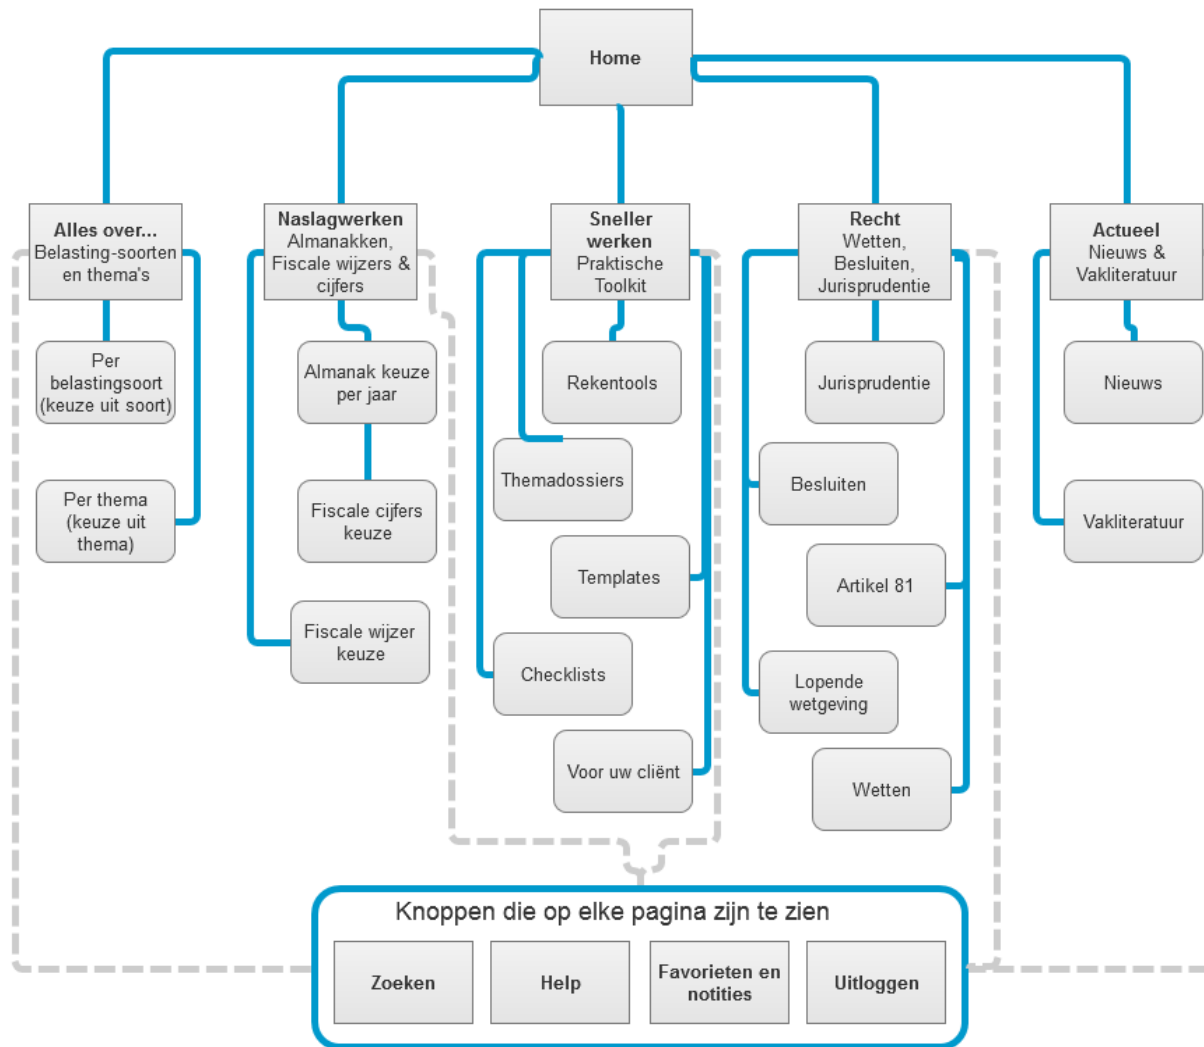 Home
Alles over...
Belasting-soorten
en thema's
Naslagwerken
Almanakken,
Fiscale wijzers &
cijfers
Sneller
werken
Praktische
Toolkit
Recht
Wetten,
Besluiten,
Jurisprudentie
Actueel
Nieuws &
Vakliteratuur
Per
belastingsoort
(keuze uit soort)
Almanak keuze
per jaar
Rekentools
Jurisprudentie
Nieuws
Themadossiers
Besluiten
Per thema
(keuze uit
thema)
Fiscale cijfers
keuze
Vakliteratuur
Templates
Artikel 81
Fiscale wijzer
keuze
Checklists
Lopende
wetgeving
Voor uw cliënt
Wetten
Knoppen die op elke pagina zijn te zien
Zoeken
Help
Favorieten en
notities
Uitloggen